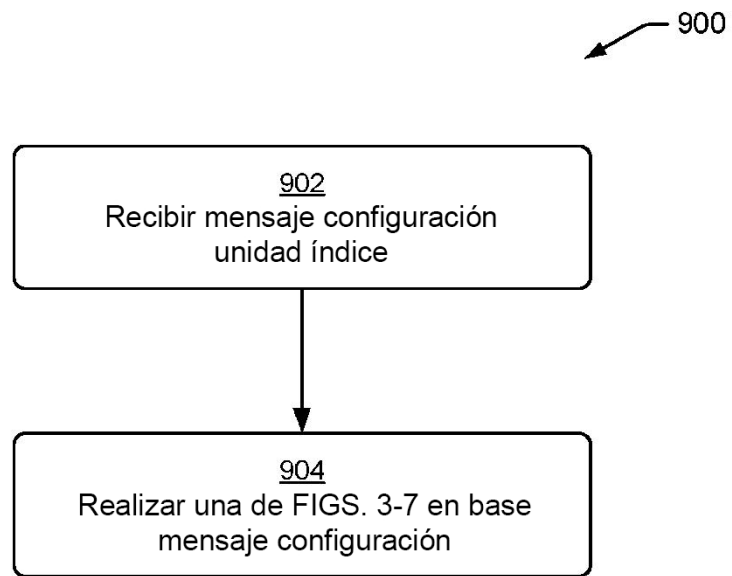 900
902
Recibir mensaje configuración
unidad índice
904
Realizar una de FIGS. 3-7 en base
mensaje configuración